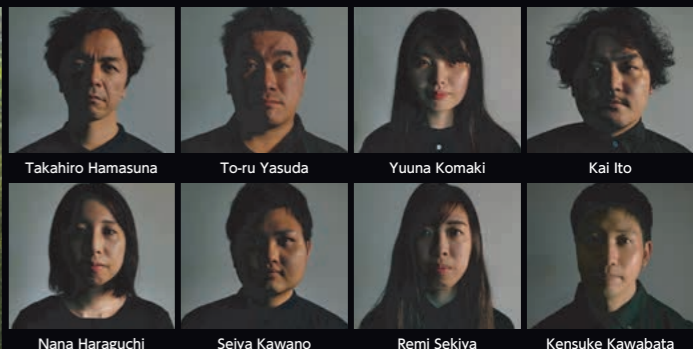 Takahiro Hamasuna
To-ru Yasuda
Yuuna Komaki
Kai Ito
Nana Haraguchi
Seiya Kawano
Remi Sekiya
Kensuke Kawabata